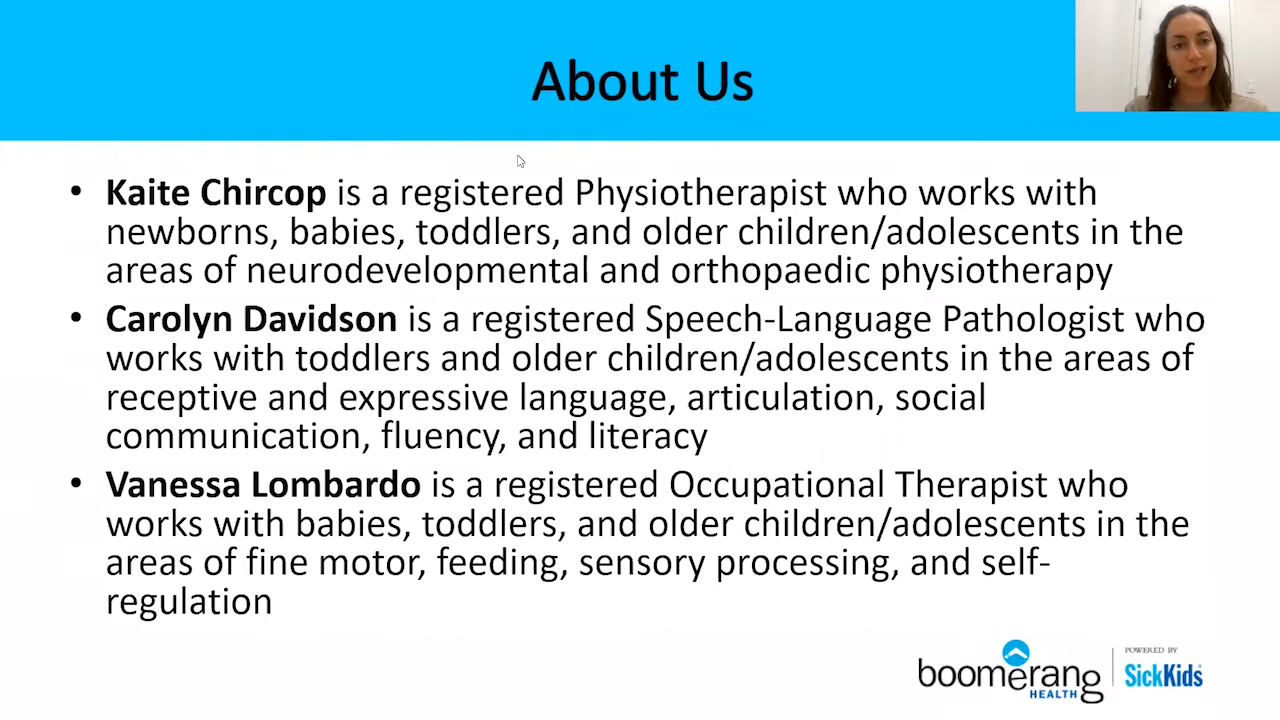 About Us
• Kaite Chircop is a registered Physiotherapist who works with
newborns, babies, toddlers, and older children/adolescents in the
areas of neurodevelopmental and orthopaedic physiotherapy
• Carolyn Davidson is a registered Speech-Language Pathologist who
works with toddlers and older children/adolescents in the areas of
receptive and expressive language, articulation, social
communication, fluency, and literacy
• Vanessa Lombardo is a registered Occupational Therapist who
works with babies, toddlers, and older children/adolescents in the
areas of fine motor, feeding, sensory processing, and self-
regulation
boomerang
HEALTH
POWERED BY
SickKids